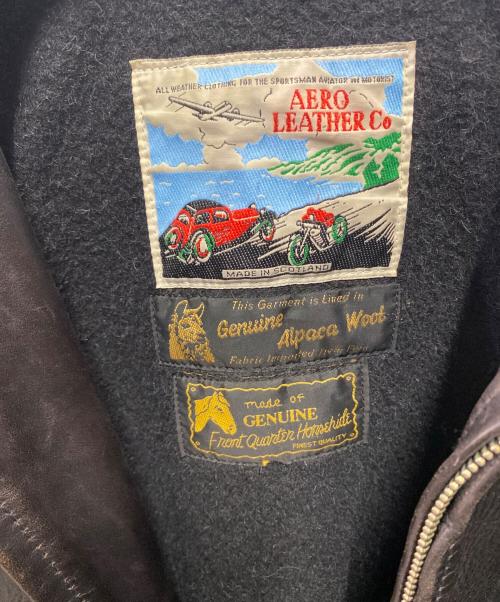 ALL WEATHER CLOTHING FOR THE SPORTSMAN AVIATOR AND MOTORIST
AERO
LEATHER Co
MADE IN SCOTLAND
This Garment is Lined in
Genuine
Alpaca Wool
Fabric Imported from Peru
made of
GENUINE
Front Quarter Horsehide
FINEST QUALITY